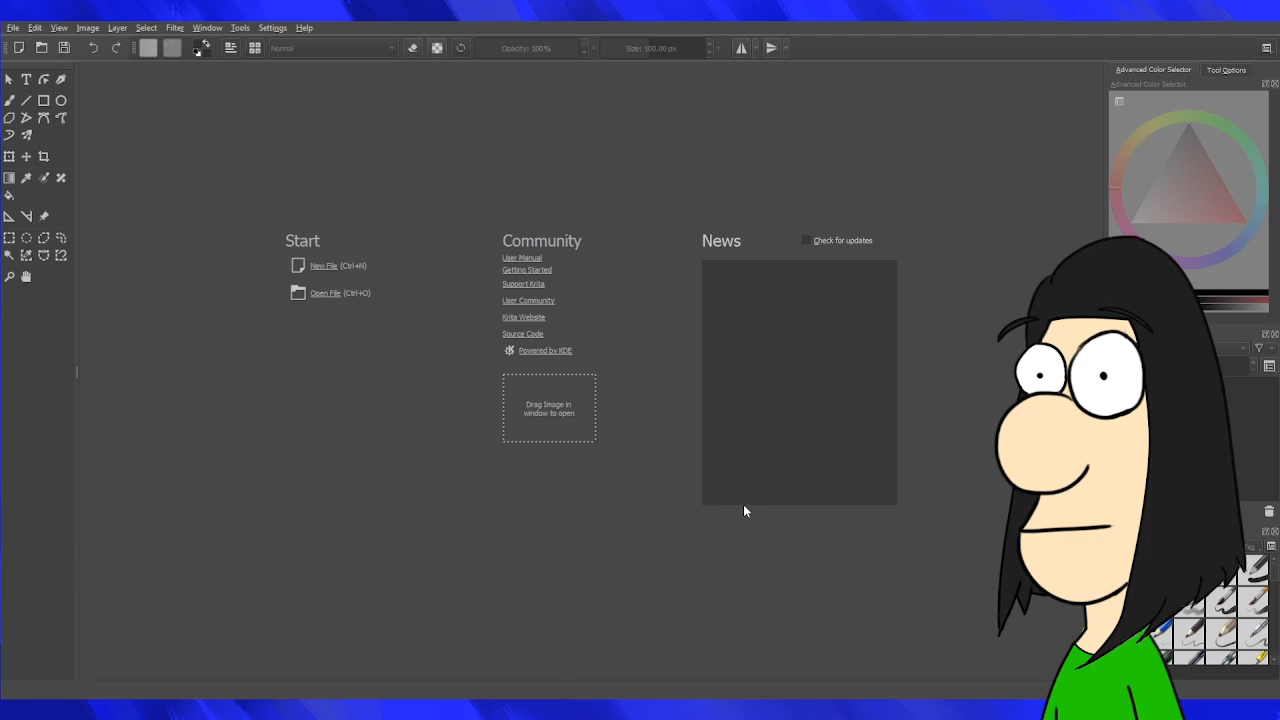 File Edit View Image Layer Select Filter Window Tools Settings Help
Normal
Opacity: 100%
Size: 100.00 px
Advanced Color Selector
Tool Options
Advanced Color Selector
Start
New File (Ctrl+N)
Open File (Ctrl+O)
Community
User Manual
Getting Started
Support Krita
User Community
Krita Website
Source Code
Powered by KDE
Drag Image in
window to open
News
Check for updates
Tag